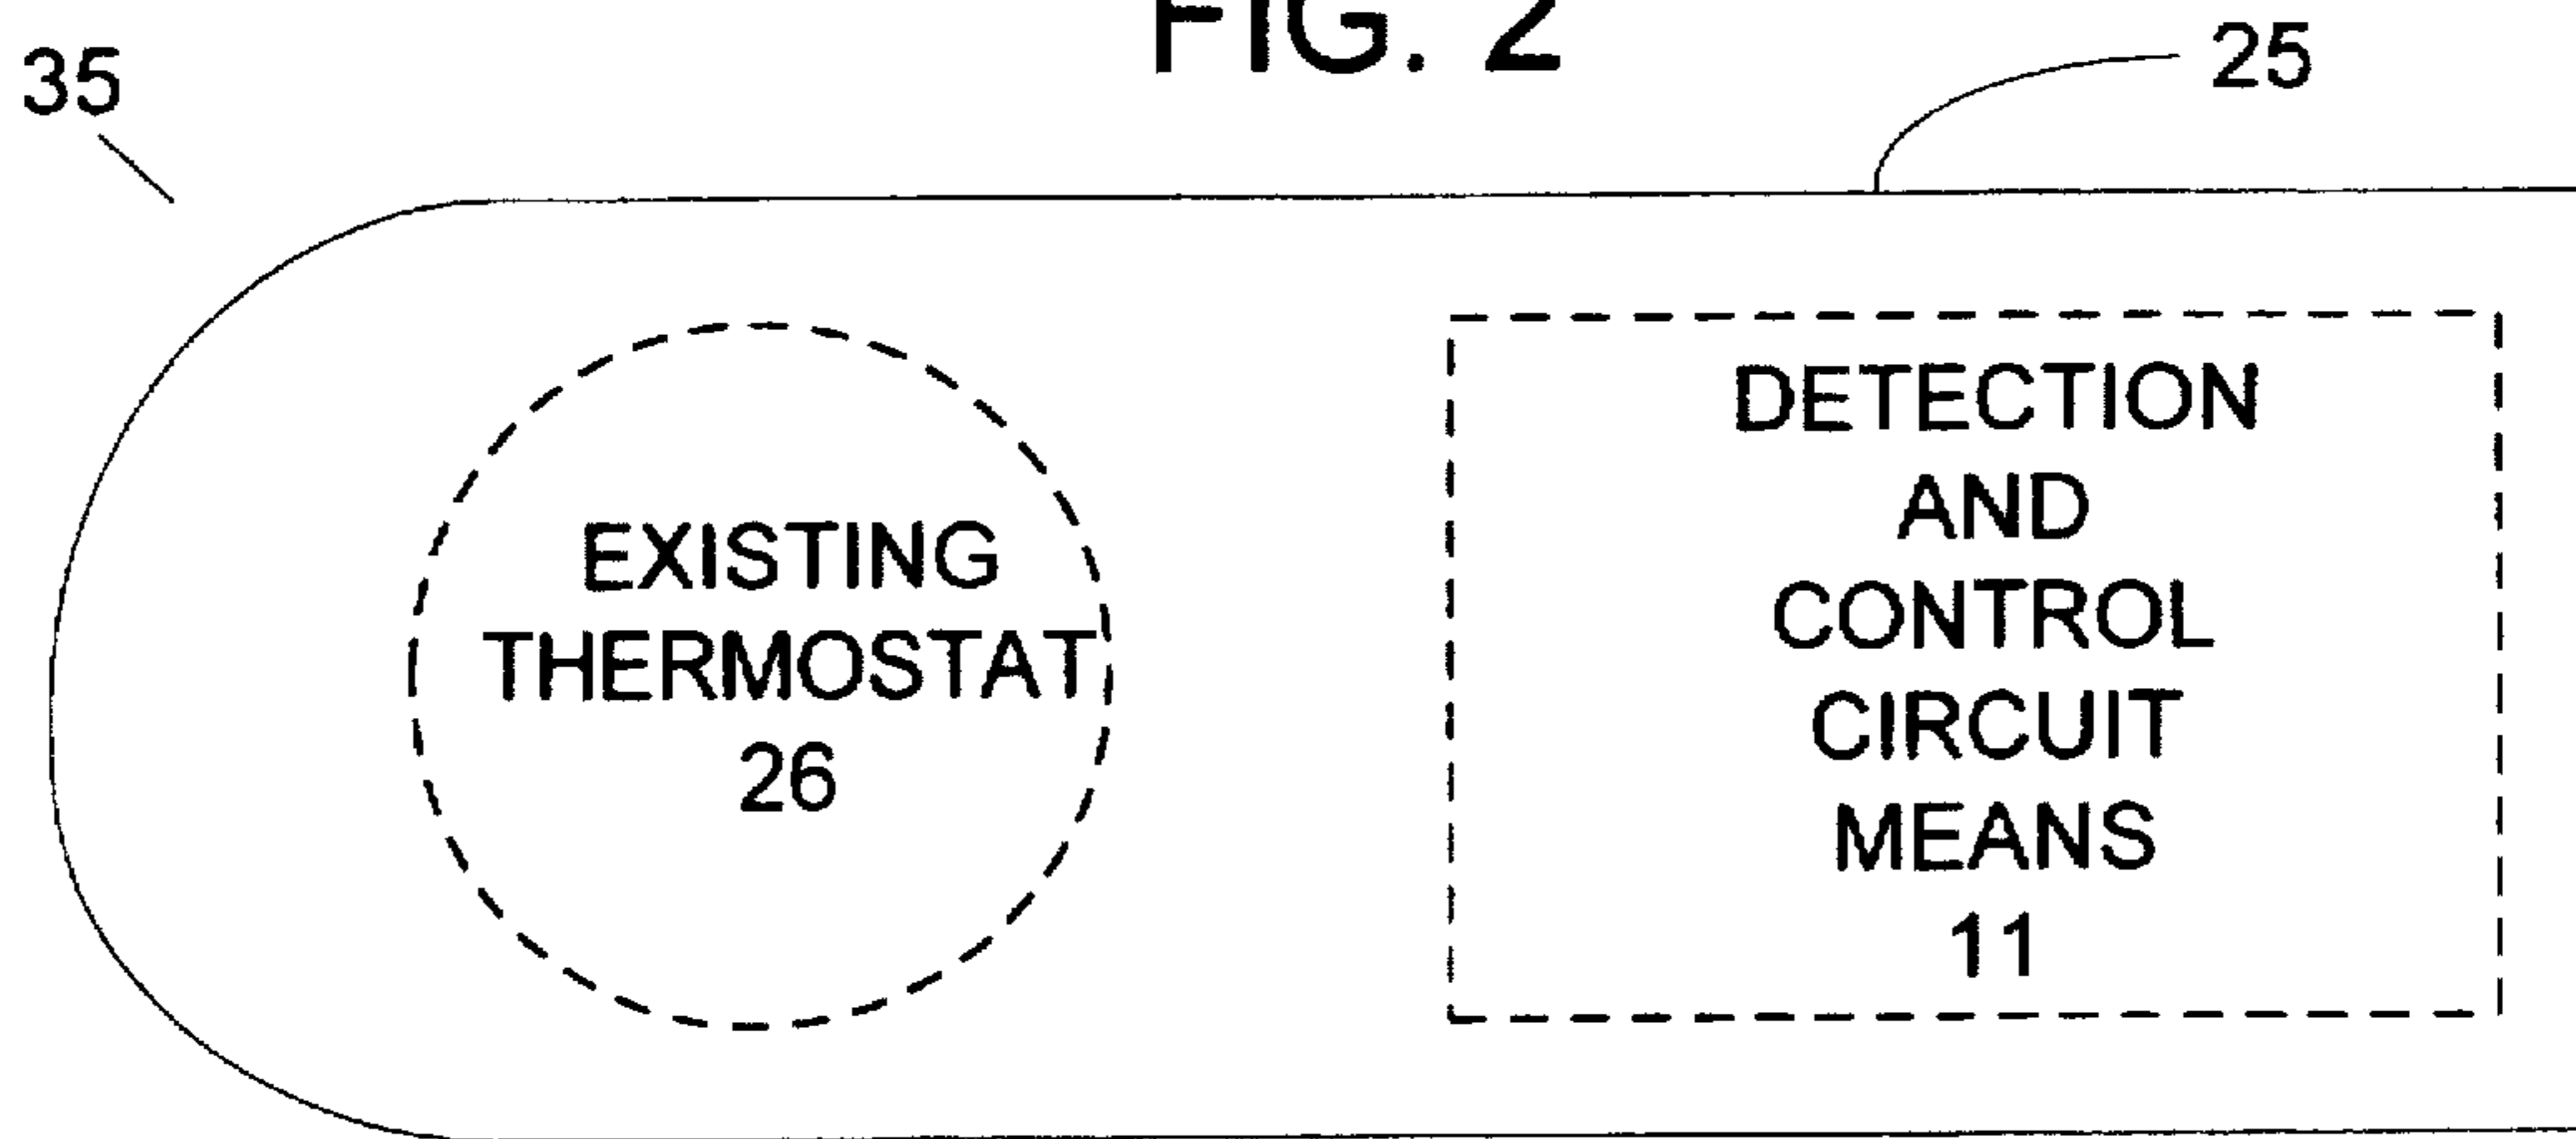 FIG. 2
35
25
EXISTING
THERMOSTAT
26
DETECTION
AND
CONTROL
CIRCUIT
MEANS
11